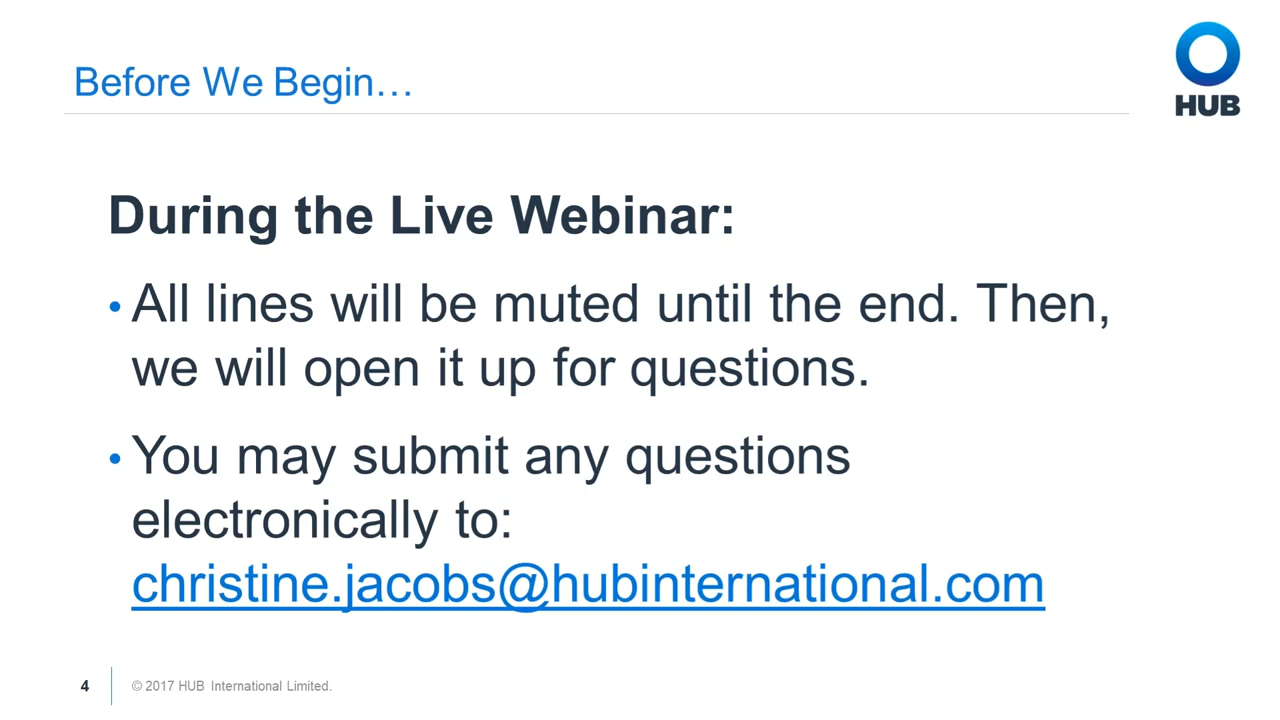 Before We Begin…
HUB
During the Live Webinar:
• All lines will be muted until the end. Then,
we will open it up for questions.
• You may submit any questions
electronically to:
christine.jacobs@hubinternational.com
4
© 2017 HUB International Limited.